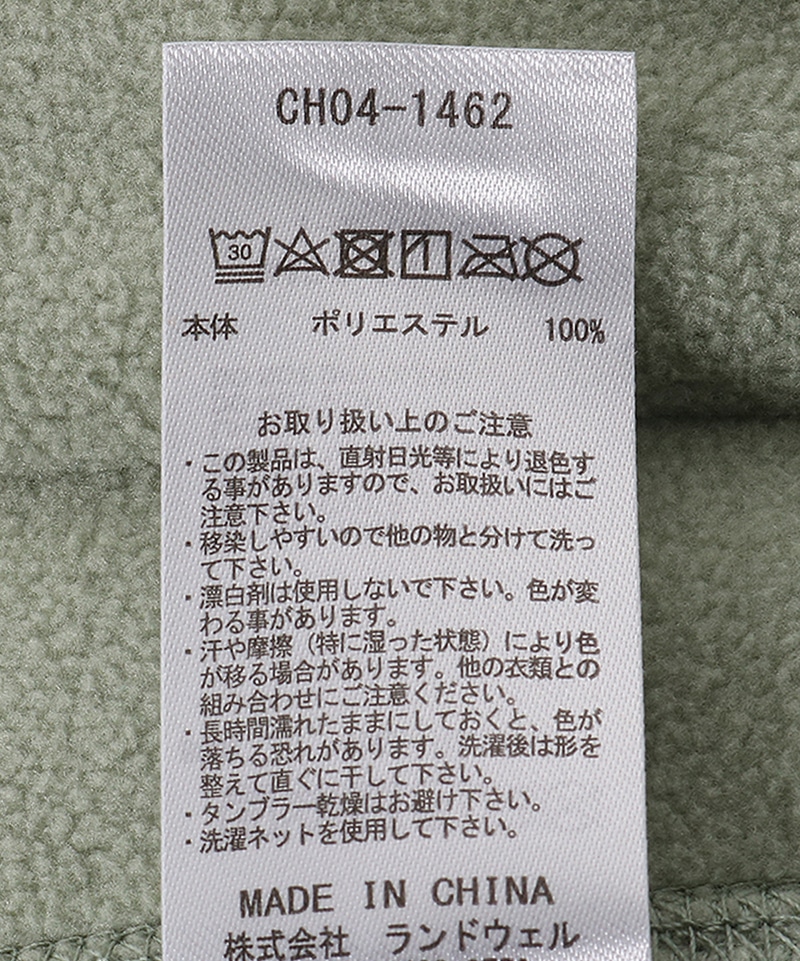 CH04-1462
30
本体 ポリエステル 100%
お取り扱い上のご注意
・この製品は、直射日光等により退色す
る事がありますので、お取扱いにはご
注意下さい。
・移染しやすいので他の物と分けて洗っ
て下さい。
・漂白剤は使用しないで下さい。色が変
わる事があります。
・汗や摩擦（特に湿った状態）により色
が移る場合があります。他の衣類との
組み合わせにご注意ください。
・長時間濡れたままにしておくと、色が
落ちる恐れがあります。洗濯後は形を
整えて直ぐに干して下さい。
・タンブラー乾燥はお避け下さい。
・洗濯ネットを使用して下さい。
MADE IN CHINA
株式会社 ランドウェル